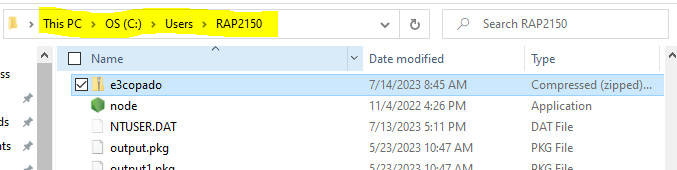 This PC > OS (C:) > Users > RAP2150 Search RAP2150
Name Date modified Type
ess
e3copado 7/14/2023 8:45 AM Compressed (zipped)...
node 11/4/2022 4:26 PM Application
ds NTUSER.DAT 7/13/2023 5:11 PM DAT File
nts output.pkg 5/23/2023 10:47 AM PKG File
output1.pkg 5/23/2023 10:47 AM PKG File